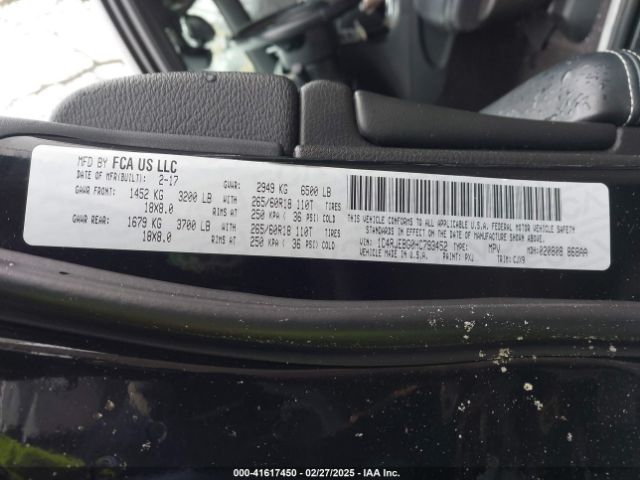 MFD BY FCA US LLC
DATE OF MFR(BUILT): 2-17 GVWR: 2949 KG 6500 LB
GAWR FRONT: 1452 KG 3200 LB WITH 265/60R18 110T TIRES
18X8.0 RIMS AT 250 KPA ( 36 PSI) COLD
GAWR REAR: 1679 KG 3700 LB WITH 265/60R18 110T TIRES
18X8.0 RIMS AT 250 KPA ( 36 PSI) COLD
THIS VEHICLE CONFORMS TO ALL APPLICABLE U.S.A. FEDERAL MOTOR VEHICLE SAFETY
STANDARDS IN EFFECT ON THE DATE OF MANUFACTURE SHOWN ABOVE.
VIN: TYPE: MPV
VEHICLE MADE IN U.S.A. PAINT: PXJ TRIM: CJX9
000-41617450 - 02/27/2025 - IAA Inc.